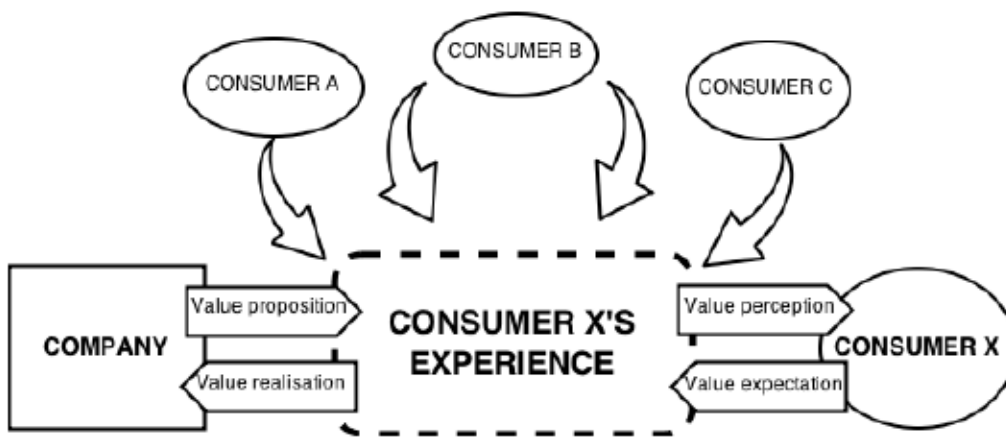 CONSUMER A
CONSUMER B
CONSUMER C
COMPANY
Value proposition
Value realisation
CONSUMER X'S
EXPERIENCE
Value perception
Value expectation
CONSUMER X